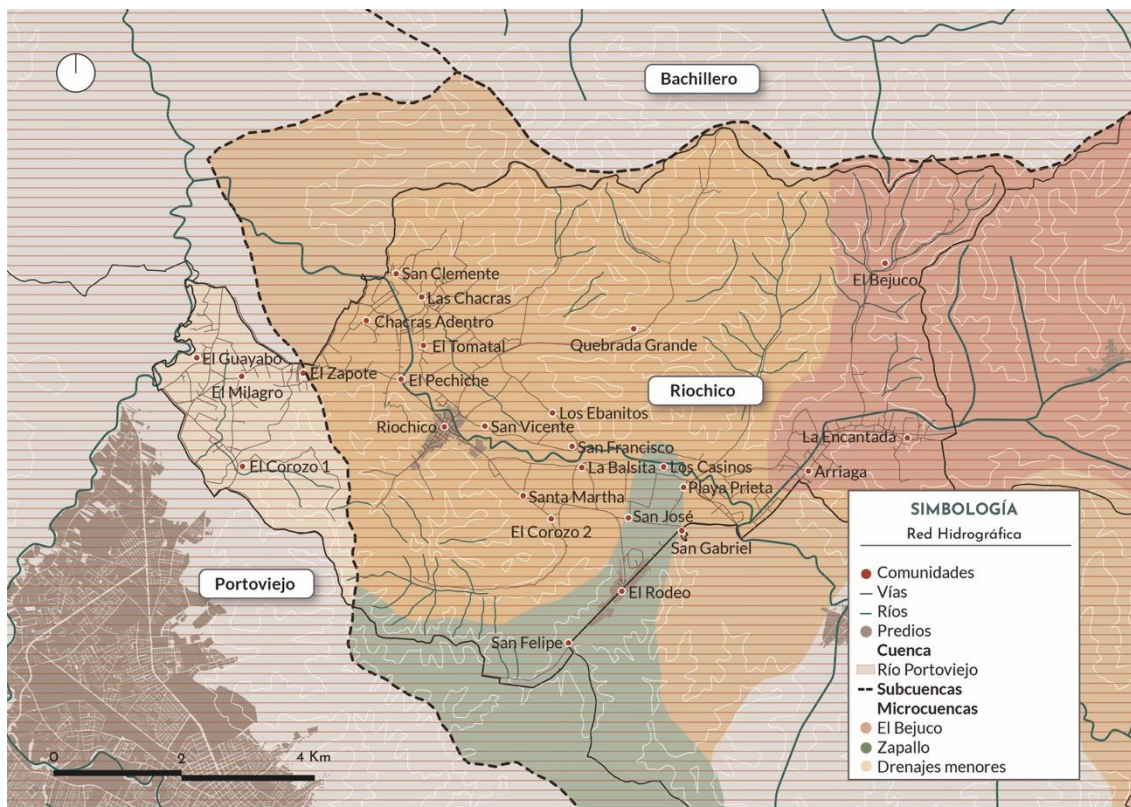 Bachillero
San Clemente
El Bejuco
Las Chacras
Chacras Adentro
El Tomatal
Quebrada Grande
El Guayabo
El Zapote
El Pechiche
El Milagro
Riochico
Los Ebanitos
Riochico
San Vicente
La Encantada
San Francisco
El Corozo 1
La Balsita
Los Casinos
Arriaga
Playa Prieta
Santa Martha
San José
El Corozo 2
San Gabriel
Portoviejo
El Rodeo
San Felipe
SIMBOLOGÍA
Red Hidrográfica
Comunidades
Vías
Ríos
Predios
Cuenca
Río Portoviejo
Subcuencas
Microcuencas
El Bejuco
Zapallo
Drenajes menores
0 2 4 Km